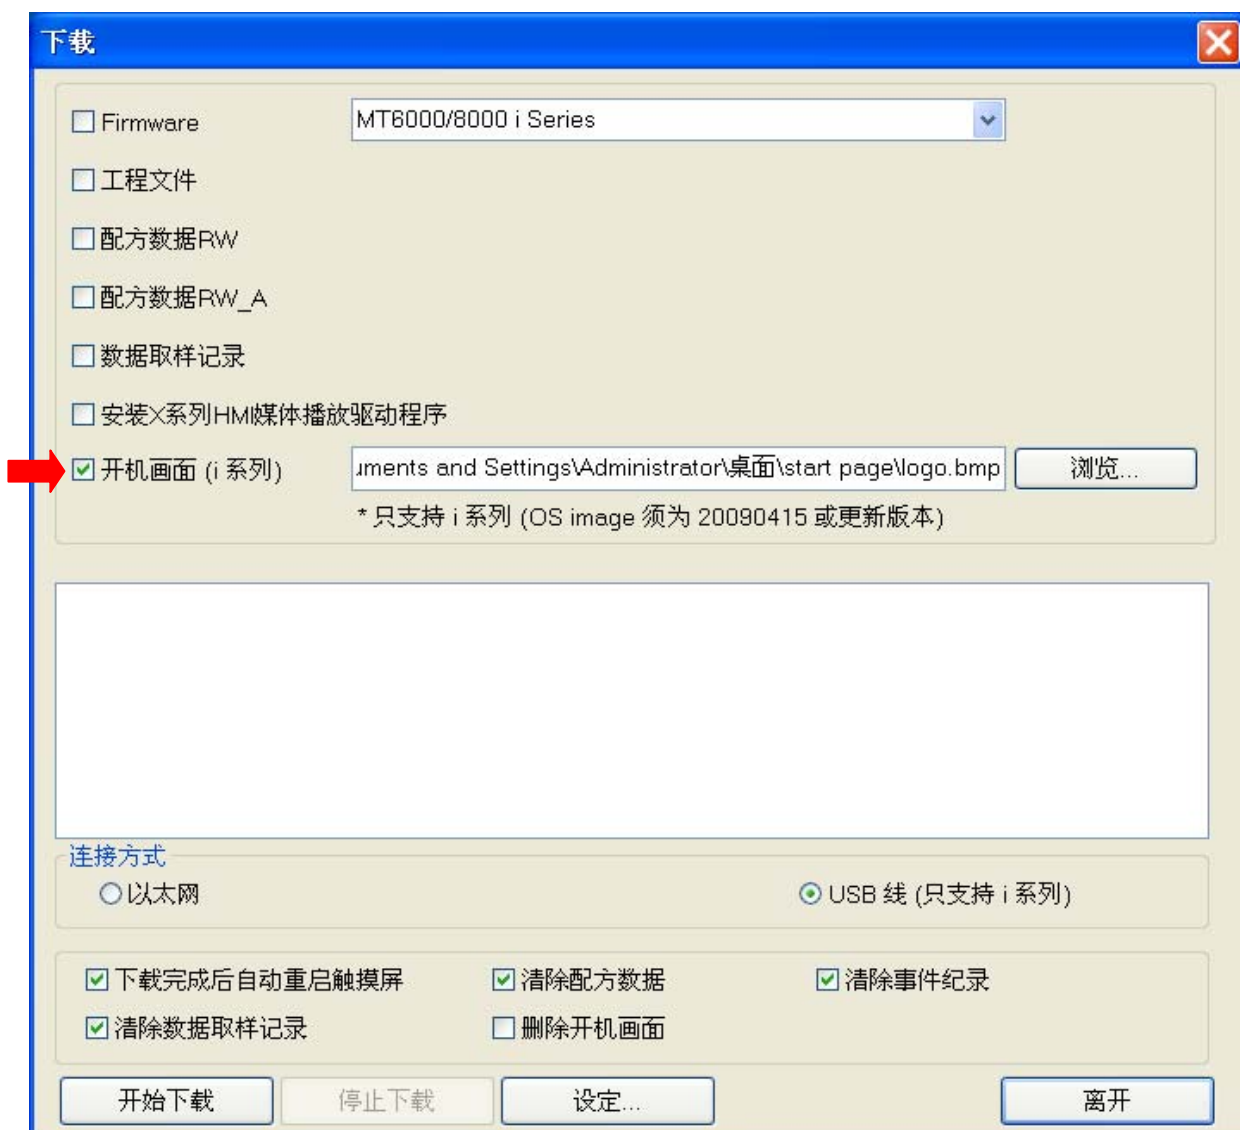 下载
Firmware MT6000/8000 i Series
工程文件
配方数据RW
配方数据RW_A
数据取样记录
安装X系列HMI媒体播放驱动程序
开机画面 (i 系列) uments and Settings\Administrator\桌面\start page\logo.bmp 浏览...
* 只支持 i 系列 (OS image 须为 20090415 或更新版本)
连接方式
以太网 USB 线 (只支持 i 系列)
下载完成后自动重启触摸屏 清除配方数据 清除事件纪录
清除数据取样记录 删除开机画面
开始下载 停止下载 设定... 离开